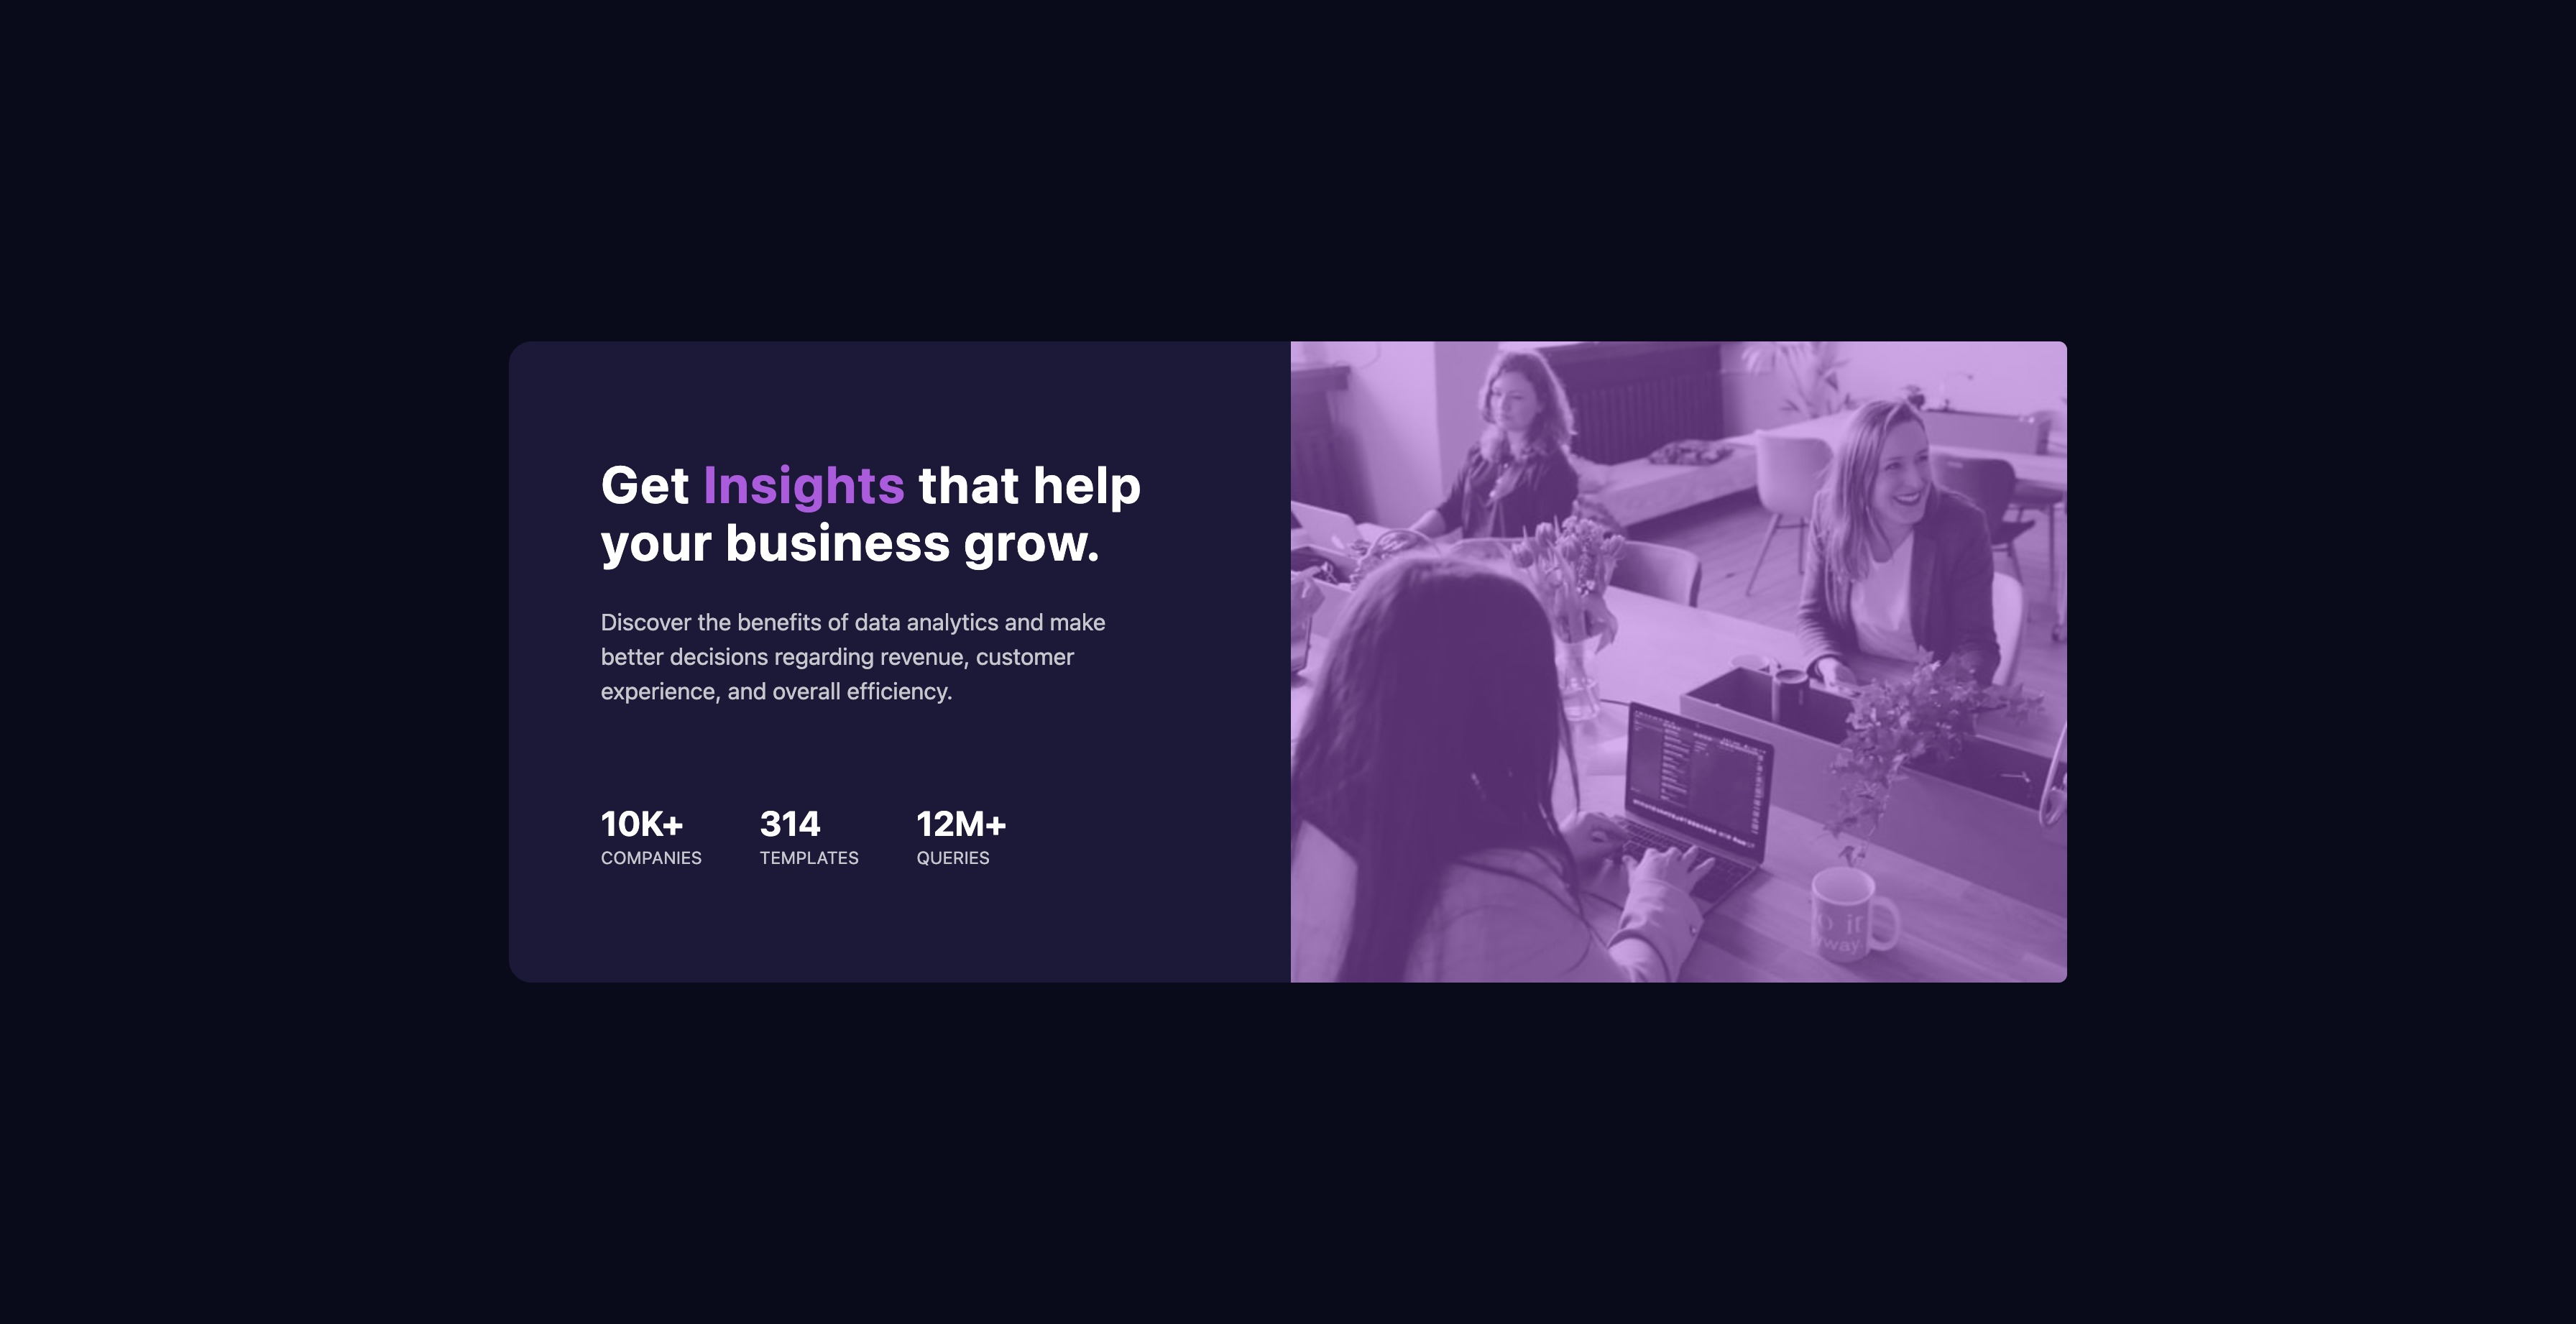 Get Insights that help
your business grow.
Discover the benefits of data analytics and make
better decisions regarding revenue, customer
experience, and overall efficiency.
10K+ 314 12M+
COMPANIES TEMPLATES QUERIES